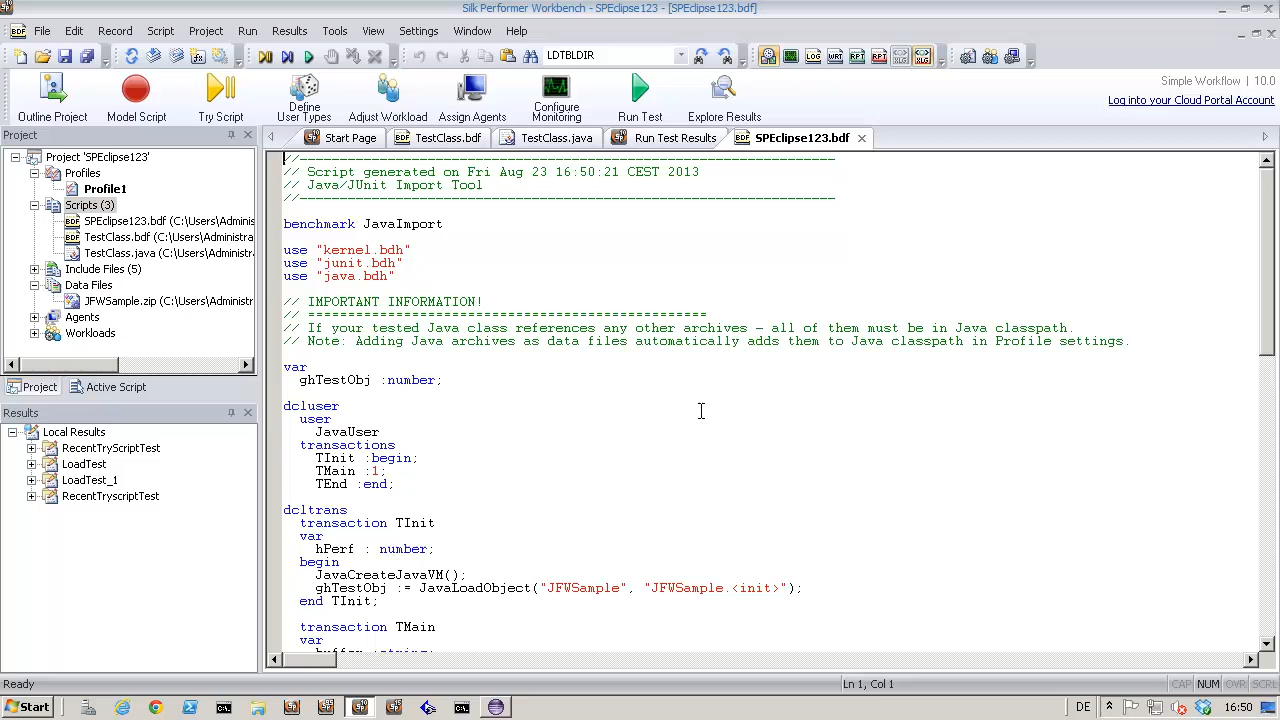 Silk Performer Workbench - SPEclipse123 - [SPEclipse123.bdf]
BDF File Edit Record Script Project Run Results Tools View Settings Window Help
LDTBLDIR
Simple Workflow 1.10.0
Log into your Cloud Portal Account
Outline Project
Model Script
Try Script
Define
User Types
Adjust Workload
Assign Agents
Configure
Monitoring
Run Test
Explore Results
Project
Start Page
TestClass.bdf
TestClass.java
Run Test Results
SPEclipse123.bdf
Project 'SPEclipse123'
Profiles
Profile1
Scripts (3)
SPEclipse123.bdf (C:\Users\Adminis
TestClass.bdf (C:\Users\Administra
TestClass.java (C:\Users\Administra
Include Files (5)
Data Files
JFWSample.zip (C:\Users\Administr
Agents
Workloads
Project
Active Script
Results
Local Results
RecentTryScriptTest
LoadTest
LoadTest_1
RecentTryscriptTest
//------------------------------------------------------------------
// Script generated on Fri Aug 23 16:50:21 CEST 2013
// Java/JUnit Import Tool
//------------------------------------------------------------------
benchmark JavaImport
use "kernel.bdh"
use "junit.bdh"
use "java.bdh"
// IMPORTANT INFORMATION!
// ==================================================
// If your tested Java class references any other archives – all of them must be in Java classpath.
// Note: Adding Java archives as data files automatically adds them to Java classpath in Profile settings.
var
ghTestObj :number;
dcluser
user
JavaUser
transactions
TInit :begin;
TMain :1;
TEnd :end;
dcltrans
transaction TInit
var
hPerf : number;
begin
JavaCreateJavaVM();
ghTestObj := JavaLoadObject("JFWSample", "JFWSample.<init>");
end TInit;
transaction TMain
var
buffer :string;
Ready
Ln 1, Col 1
CAP NUM OVR SCRL
Start
DE
16:50